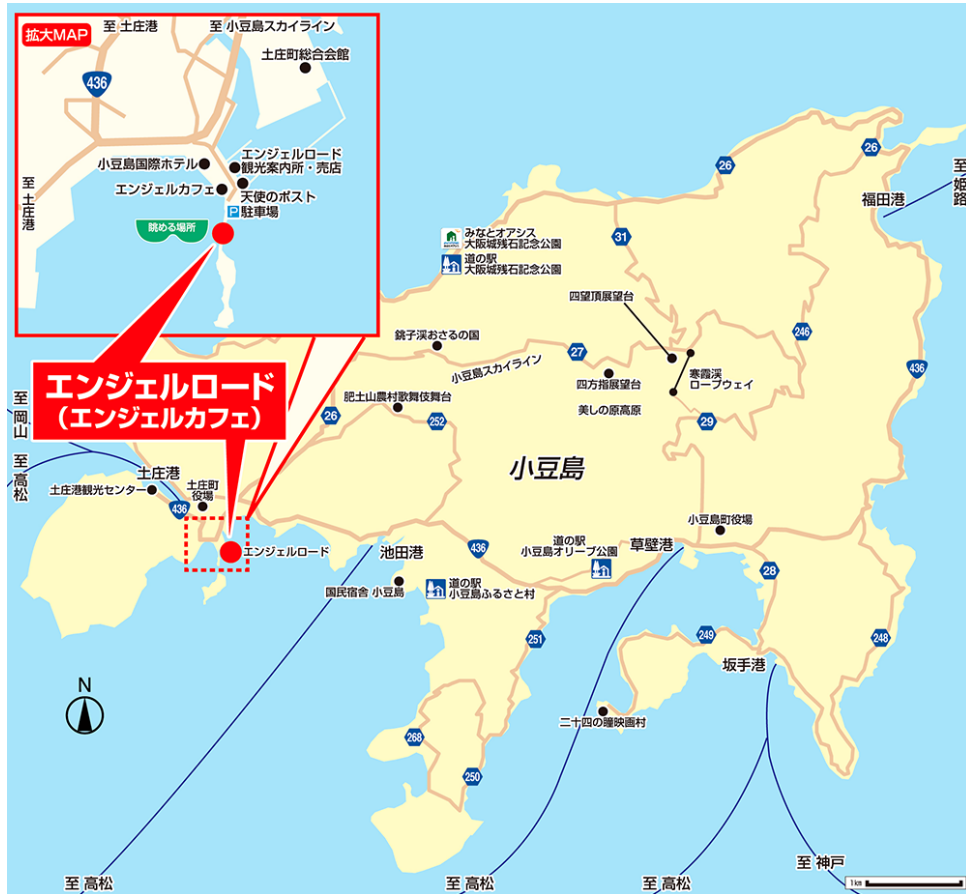 拡大MAP
至 土庄港
至 小豆島スカイライン
土庄町総合会館
436
小豆島国際ホテル
エンジェルロード
観光案内所・売店
エンジェルカフェ
天使のポスト
P
駐車場
至 土庄港
眺める場所
エンジェルロード
(エンジェルカフェ)
26
26
至 姫路
福田港
31
みなとオアシス
大阪城残石記念公園
道の駅
大阪城残石記念公園
四望頂展望台
246
銚子渓おさるの国
27
小豆島スカイライン
寒霞渓
ロープウェイ
436
四方指展望台
肥土山農村歌舞伎舞台
美しの原高原
26
252
29
至 岡山
至 高松
小豆島
土庄港
土庄港観光センター
土庄町
役場
436
小豆島町役場
エンジェルロード
池田港
436
道の駅
小豆島オリーブ公園
草壁港
国民宿舎 小豆島
道の駅
小豆島ふるさと村
28
251
249
248
坂手港
N
二十四の瞳映画村
268
250
至 高松
至 高松
至 高松
至 神戸
1km